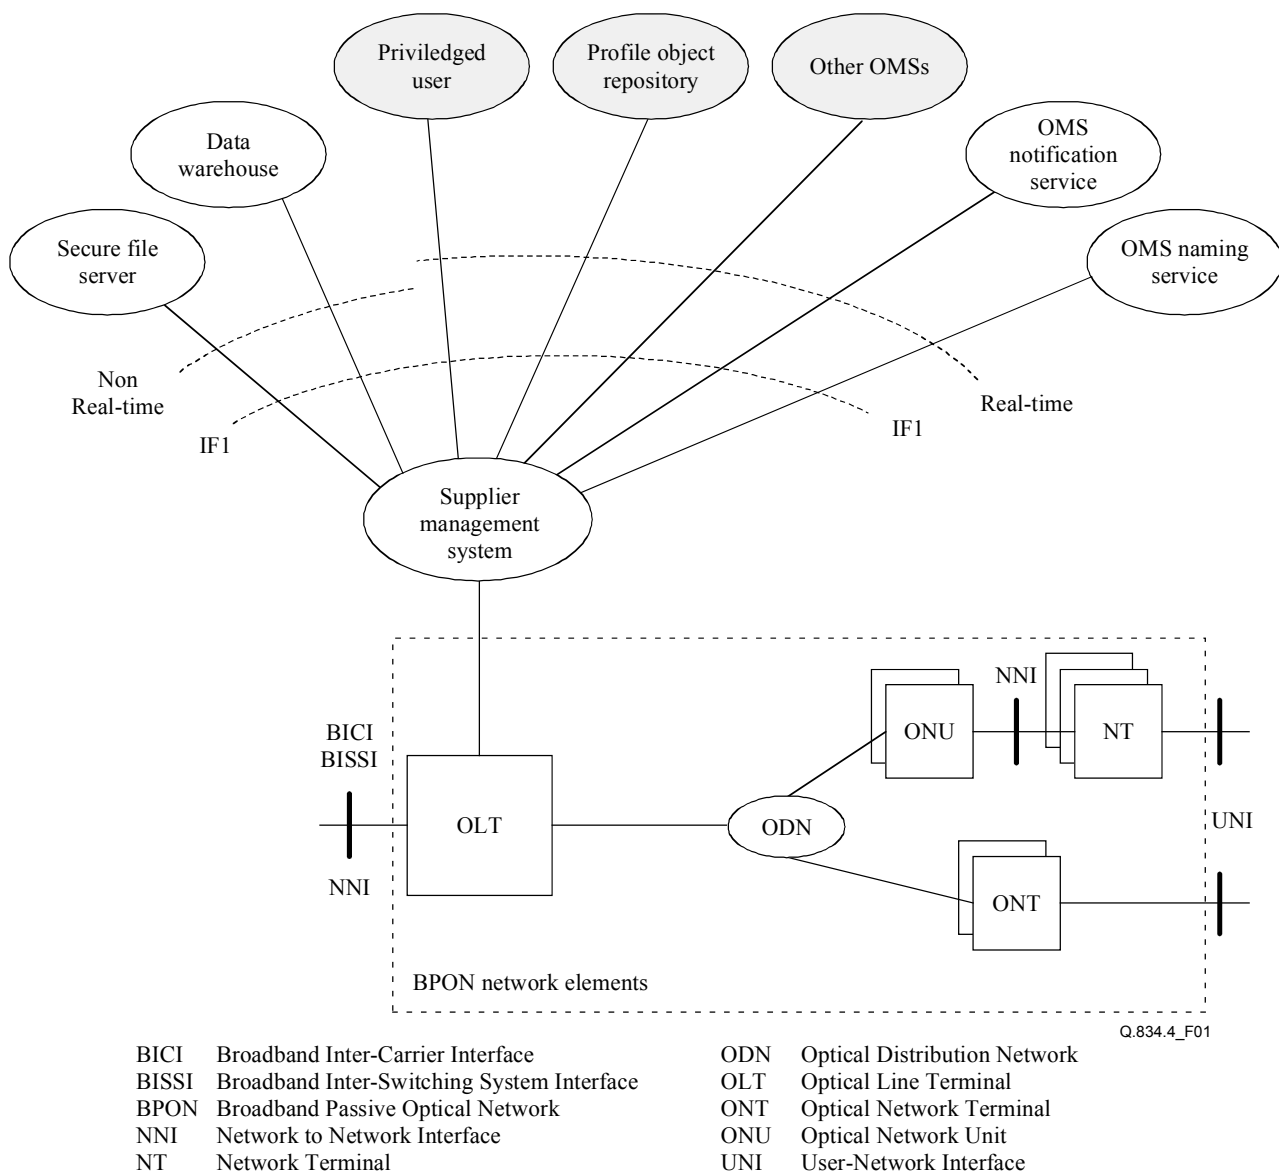 Priviledged
user
Profile object
repository
Other OMSs
Data
warehouse
OMS
notification
service
Secure file
server
OMS naming
service
Non
Real-time
IF1
IF1
Real-time
Supplier
management
system
BICI
BISSI
NNI
OLT
ODN
ONU
NNI
NT
UNI
ONT
BPON network elements
Q.834.4_F01
BICI Broadband Inter-Carrier Interface
BISSI Broadband Inter-Switching System Interface
BPON Broadband Passive Optical Network
NNI Network to Network Interface
NT Network Terminal
ODN Optical Distribution Network
OLT Optical Line Terminal
ONT Optical Network Terminal
ONU Optical Network Unit
UNI User-Network Interface